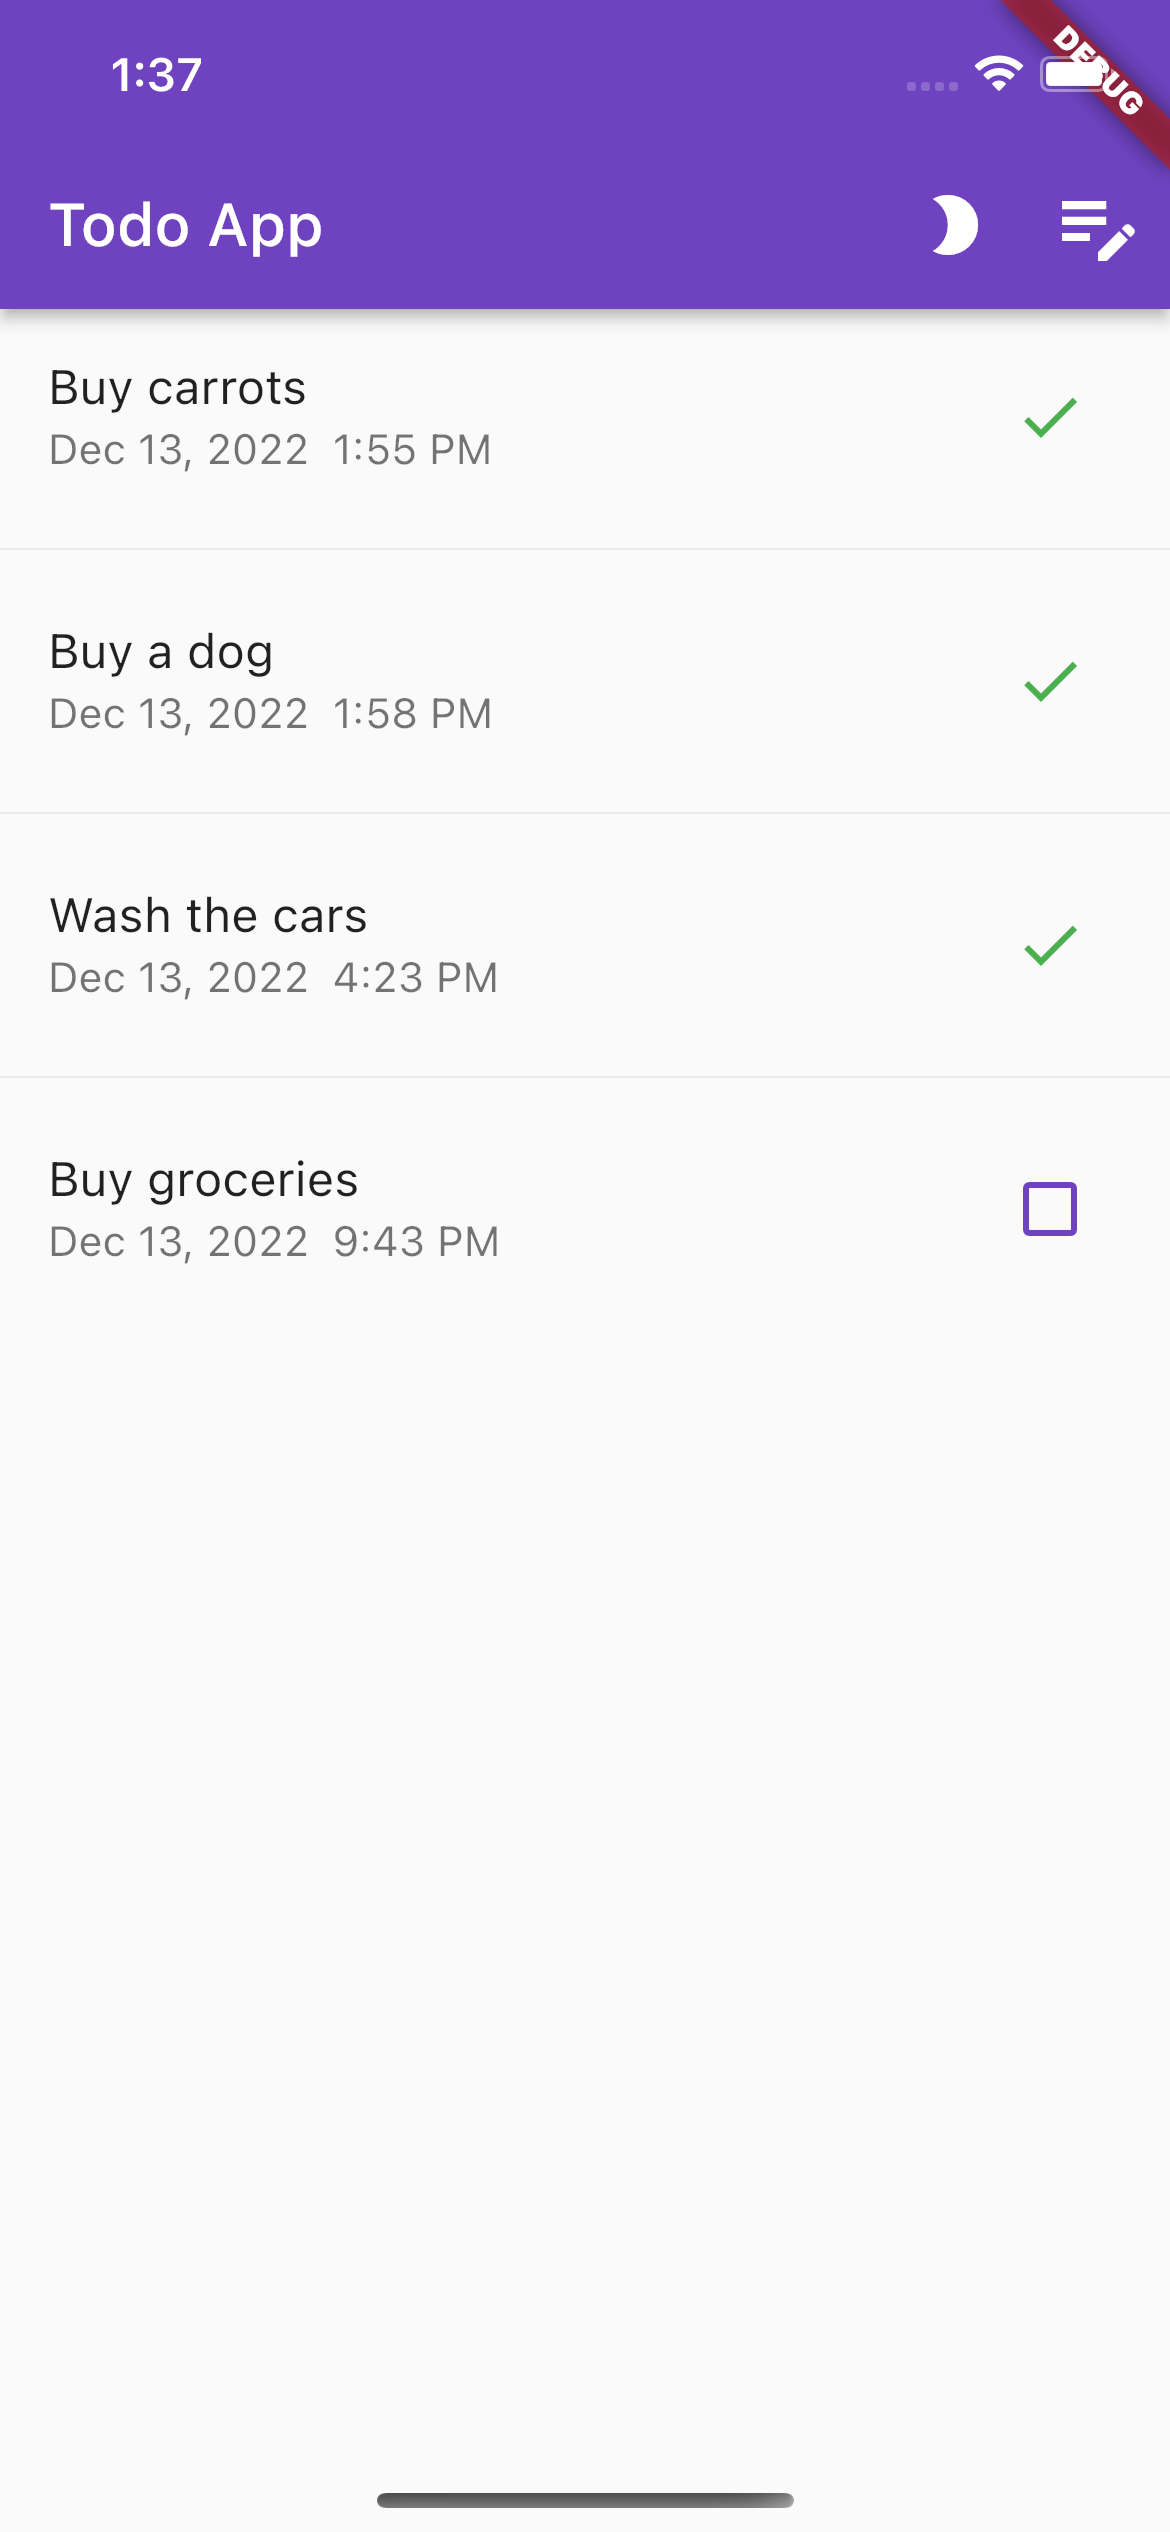 1:37
DEBUG
Todo App
Buy carrots
Dec 13, 2022  1:55 PM
Buy a dog
Dec 13, 2022  1:58 PM
Wash the cars
Dec 13, 2022  4:23 PM
Buy groceries
Dec 13, 2022  9:43 PM